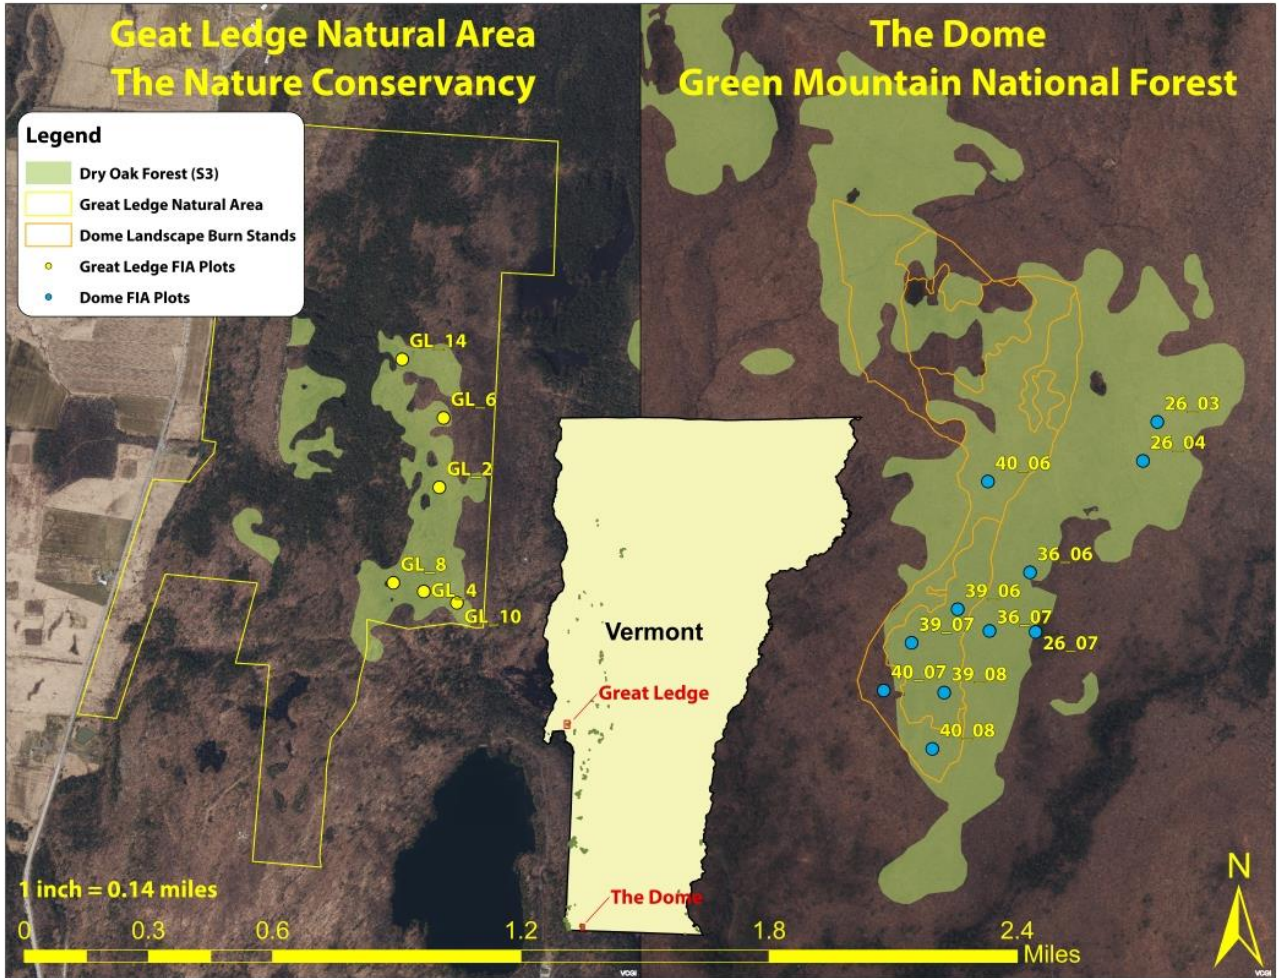 Geat Ledge Natural Area
The Nature Conservancy
The Dome
Green Mountain National Forest
Legend
Dry Oak Forest (S3)
Great Ledge Natural Area
Dome Landscape Burn Stands
Great Ledge FIA Plots
Dome FIA Plots
GL_14
GL_6
GL_2
GL_8
GL_4
GL_10
26_03
26_04
40_06
36_06
39_06
36_07
39_07
26_07
40_07
39_08
40_08
Vermont
Great Ledge
The Dome
1 inch = 0.14 miles
0 0.3 0.6 1.2 1.8 2.4
Miles
N
VCGI
VCGI